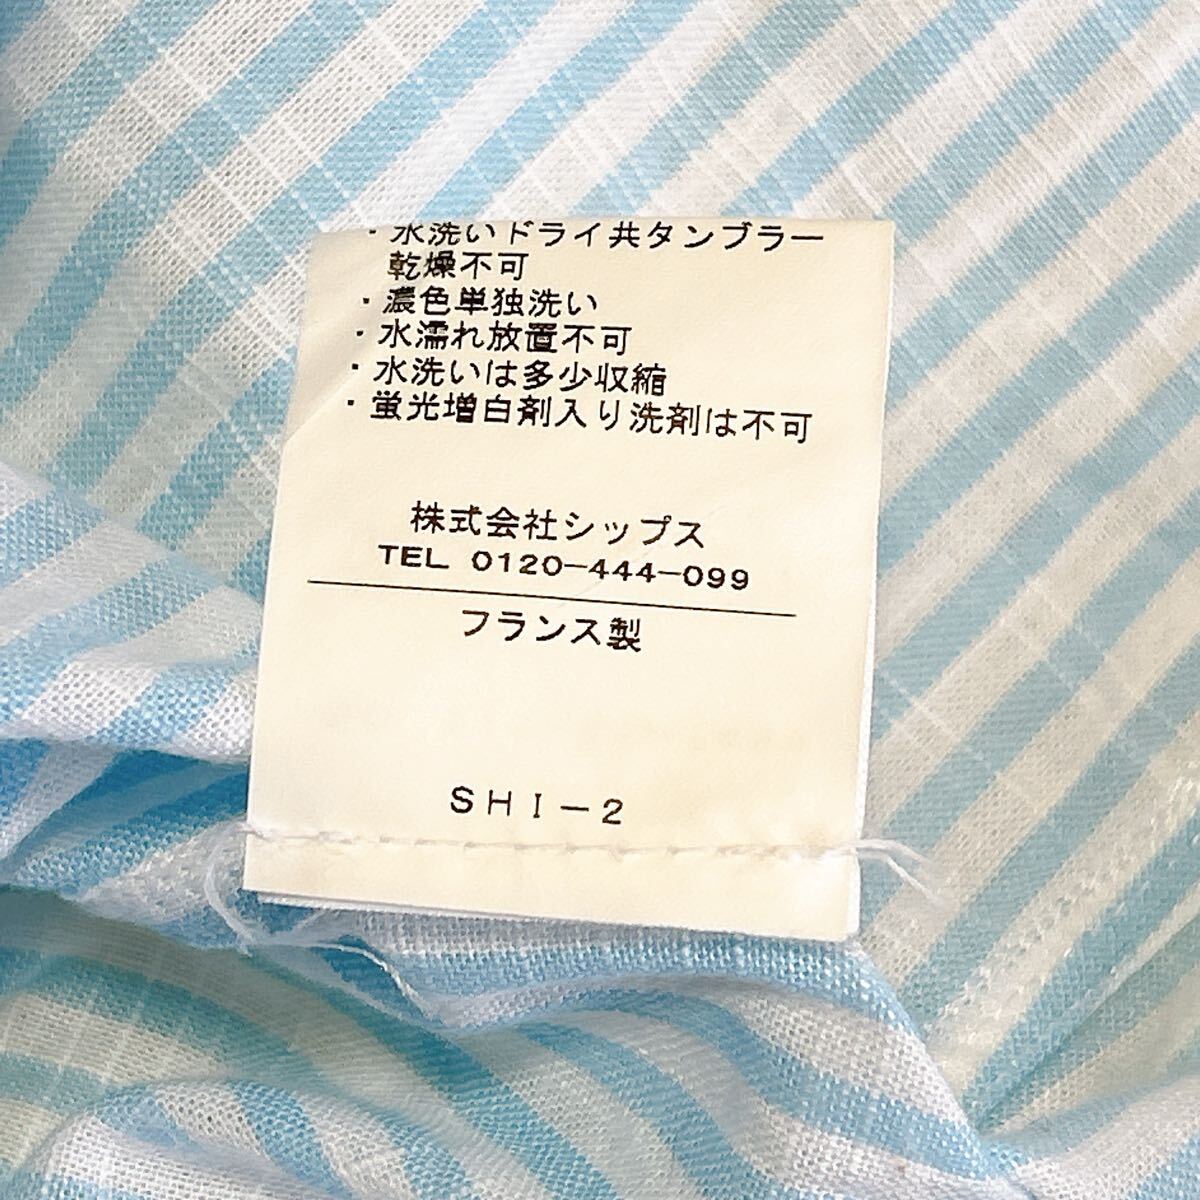 ・水洗いドライ共タンブラー
乾燥不可
・濃色単独洗い
・水濡れ放置不可
・水洗いは多少収縮
・蛍光増白剤入り洗剤は不可
株式会社シップス
TEL 0120-444-099
フランス製
SHI-2